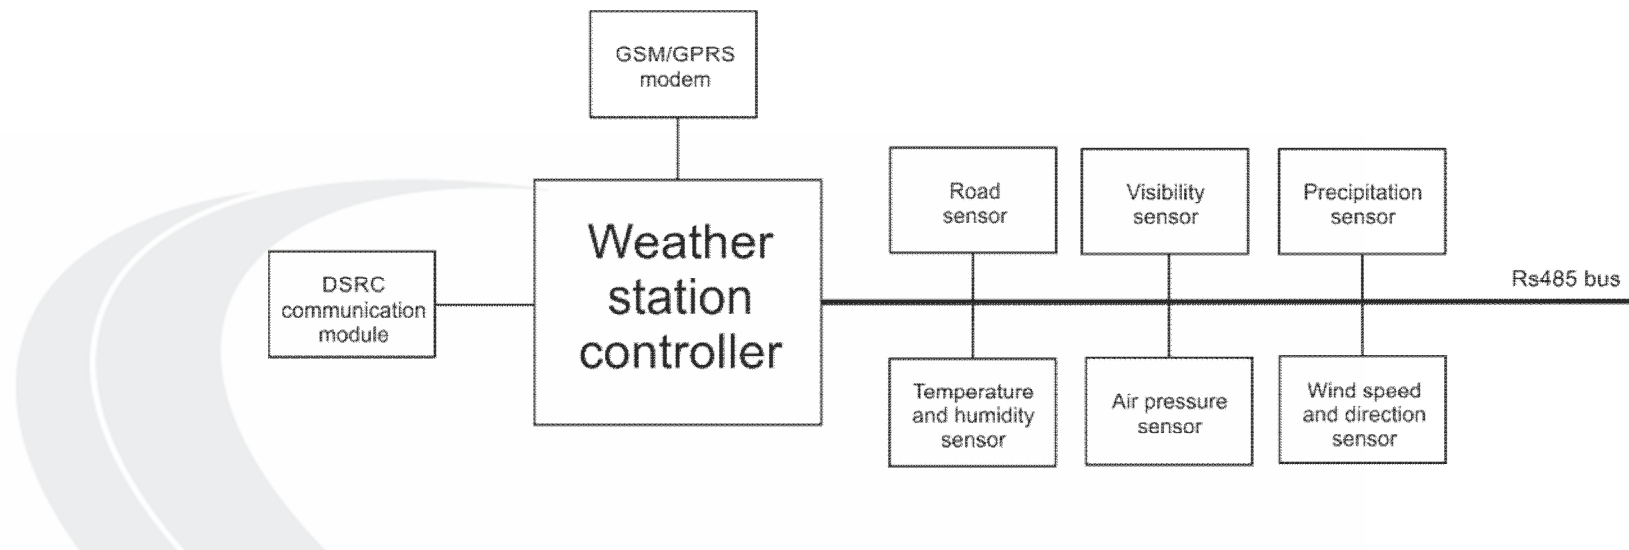 GSM/GPRS
modem
Weather
station
controller
DSRC
communication
module
Road
sensor
Visibility
sensor
Precipitation
sensor
Rs485 bus
Temperature
and humidity
sensor
Air pressure
sensor
Wind speed
and direction
sensor